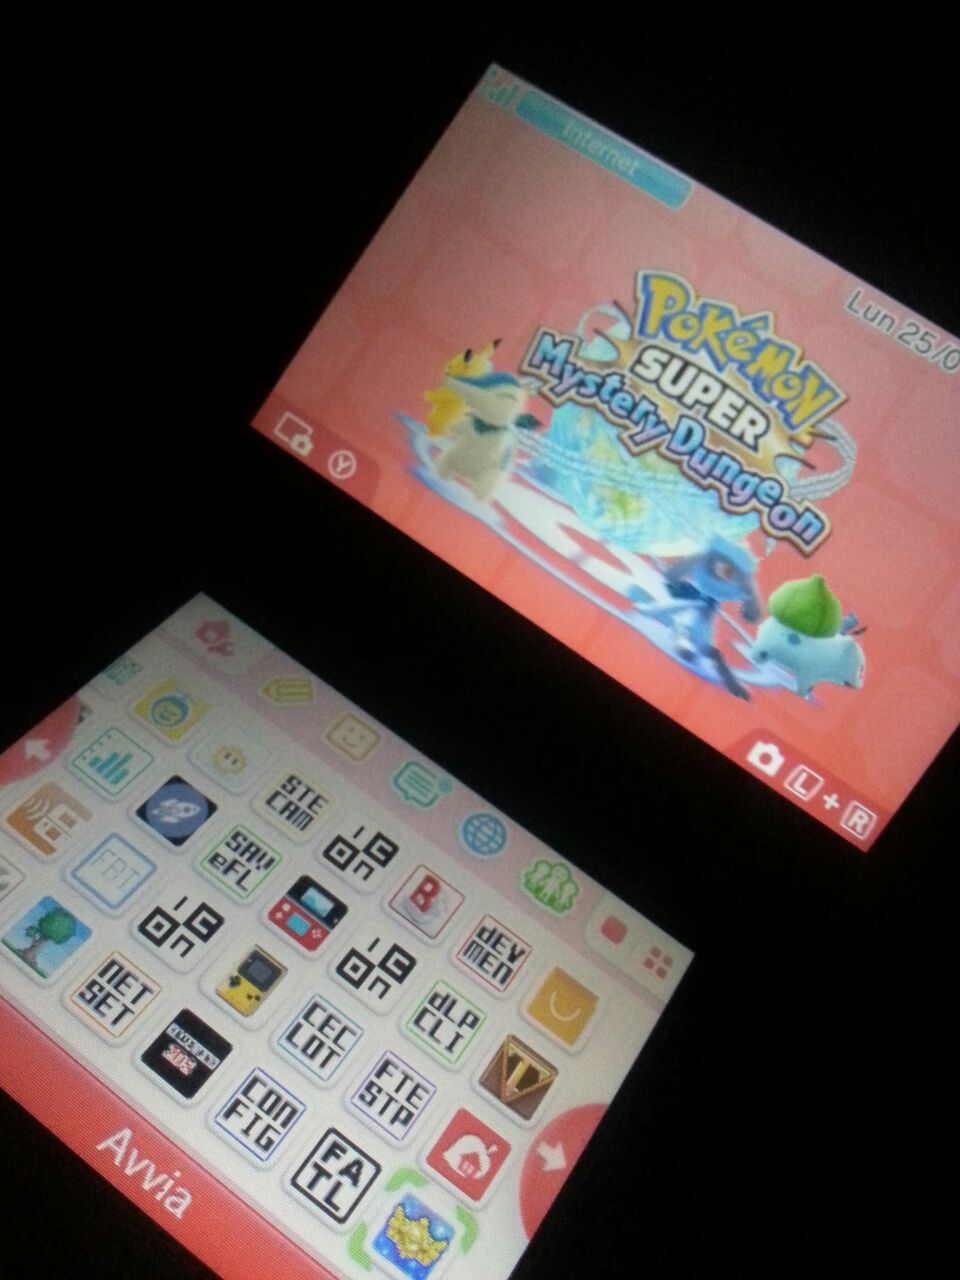 Internet
Lun 25/0
Pokémon
SUPER
Mystery Dungeon
Y
L + R
STE
CAM
SAV
eFL
B
dEV
MEN
FRI
NET
SET
CEC
LOT
dLP
CLI
CON
FIG
FTE
STP
FA
TL
Avvia